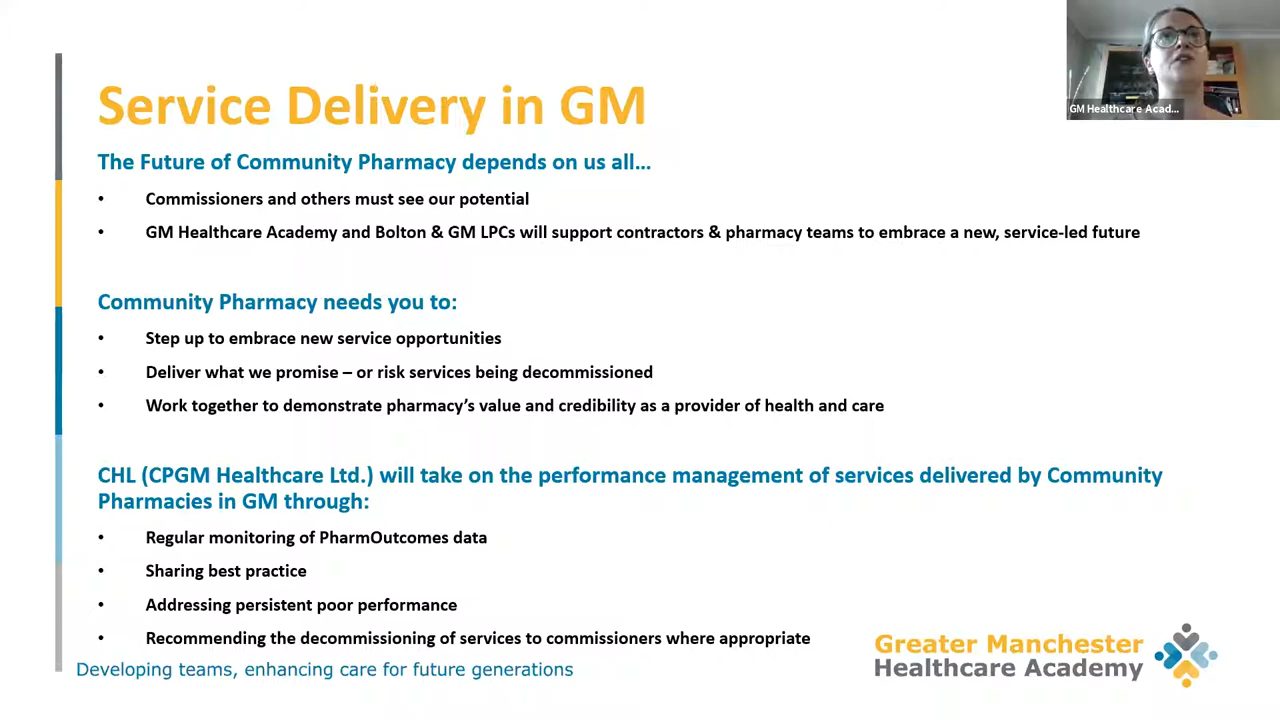 GM Healthcare Acad...
Service Delivery in GM
The Future of Community Pharmacy depends on us all...
• Commissioners and others must see our potential
• GM Healthcare Academy and Bolton & GM LPCs will support contractors & pharmacy teams to embrace a new, service-led future
Community Pharmacy needs you to:
• Step up to embrace new service opportunities
• Deliver what we promise – or risk services being decommissioned
• Work together to demonstrate pharmacy's value and credibility as a provider of health and care
CHL (CPGM Healthcare Ltd.) will take on the performance management of services delivered by Community
Pharmacies in GM through:
• Regular monitoring of PharmOutcomes data
• Sharing best practice
• Addressing persistent poor performance
• Recommending the decommissioning of services to commissioners where appropriate
Developing teams, enhancing care for future generations
Greater Manchester
Healthcare Academy